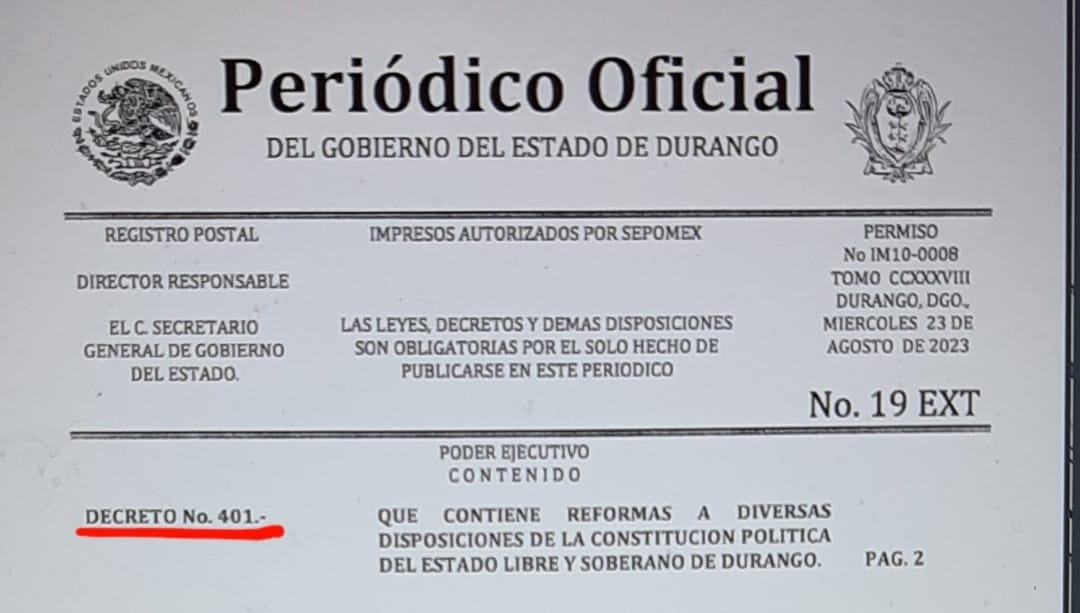 ESTADOS UNIDOS MEXICANOS
Periódico Oficial
DEL GOBIERNO DEL ESTADO DE DURANGO
REGISTRO POSTAL
IMPRESOS AUTORIZADOS POR SEPOMEX
PERMISO
No IM10-0008
TOMO CCXXXVIII
DURANGO, DGO.,
MIERCOLES 23 DE
AGOSTO DE 2023
DIRECTOR RESPONSABLE
EL C. SECRETARIO
GENERAL DE GOBIERNO
DEL ESTADO.
LAS LEYES, DECRETOS Y DEMAS DISPOSICIONES
SON OBLIGATORIAS POR EL SOLO HECHO DE
PUBLICARSE EN ESTE PERIODICO
No. 19 EXT
PODER EJECUTIVO
CONTENIDO
DECRETO No. 401.-
QUE CONTIENE REFORMAS A DIVERSAS
DISPOSICIONES DE LA CONSTITUCION POLITICA
DEL ESTADO LIBRE Y SOBERANO DE DURANGO.
PAG. 2